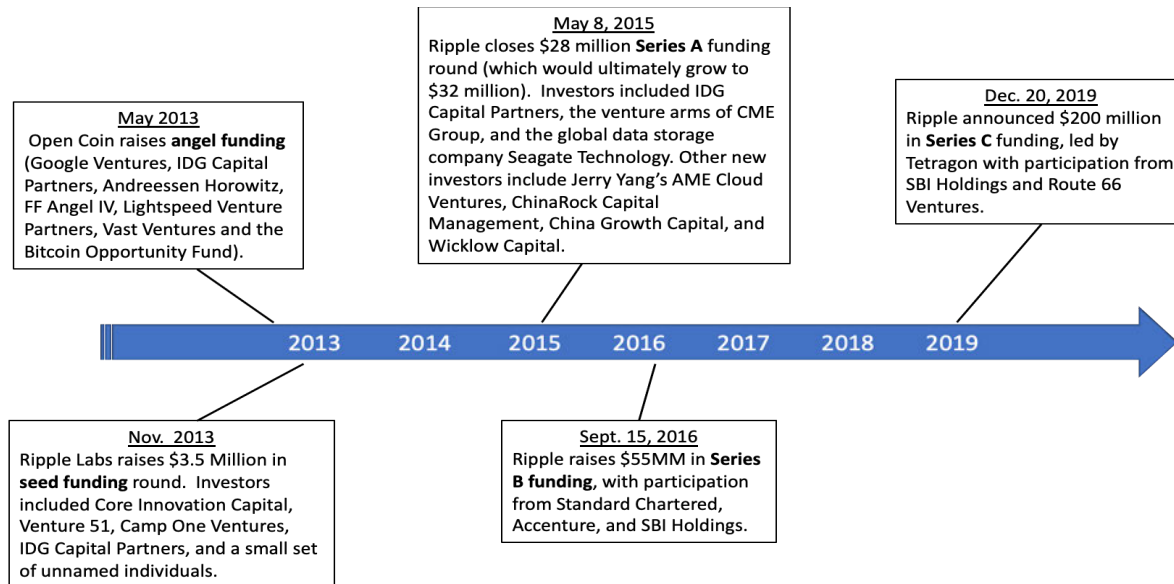 May 2013
Open Coin raises angel funding
(Google Ventures, IDG Capital
Partners, Andreessen Horowitz,
FF Angel IV, Lightspeed Venture
Partners, Vast Ventures and the
Bitcoin Opportunity Fund).
May 8, 2015
Ripple closes $28 million Series A funding
round (which would ultimately grow to
$32 million).  Investors included IDG
Capital Partners, the venture arms of CME
Group, and the global data storage
company Seagate Technology. Other new
investors include Jerry Yang’s AME Cloud
Ventures, ChinaRock Capital
Management, China Growth Capital, and
Wicklow Capital.
Dec. 20, 2019
Ripple announced $200 million
in Series C funding, led by
Tetragon with participation from
SBI Holdings and Route 66
Ventures.
2013 2014 2015 2016 2017 2018 2019
Nov.  2013
Ripple Labs raises $3.5 Million in
seed funding round.  Investors
included Core Innovation Capital,
Venture 51, Camp One Ventures,
IDG Capital Partners, and a small set
of unnamed individuals.
Sept. 15, 2016
Ripple raises $55MM in Series
B funding, with participation
from Standard Chartered,
Accenture, and SBI Holdings.